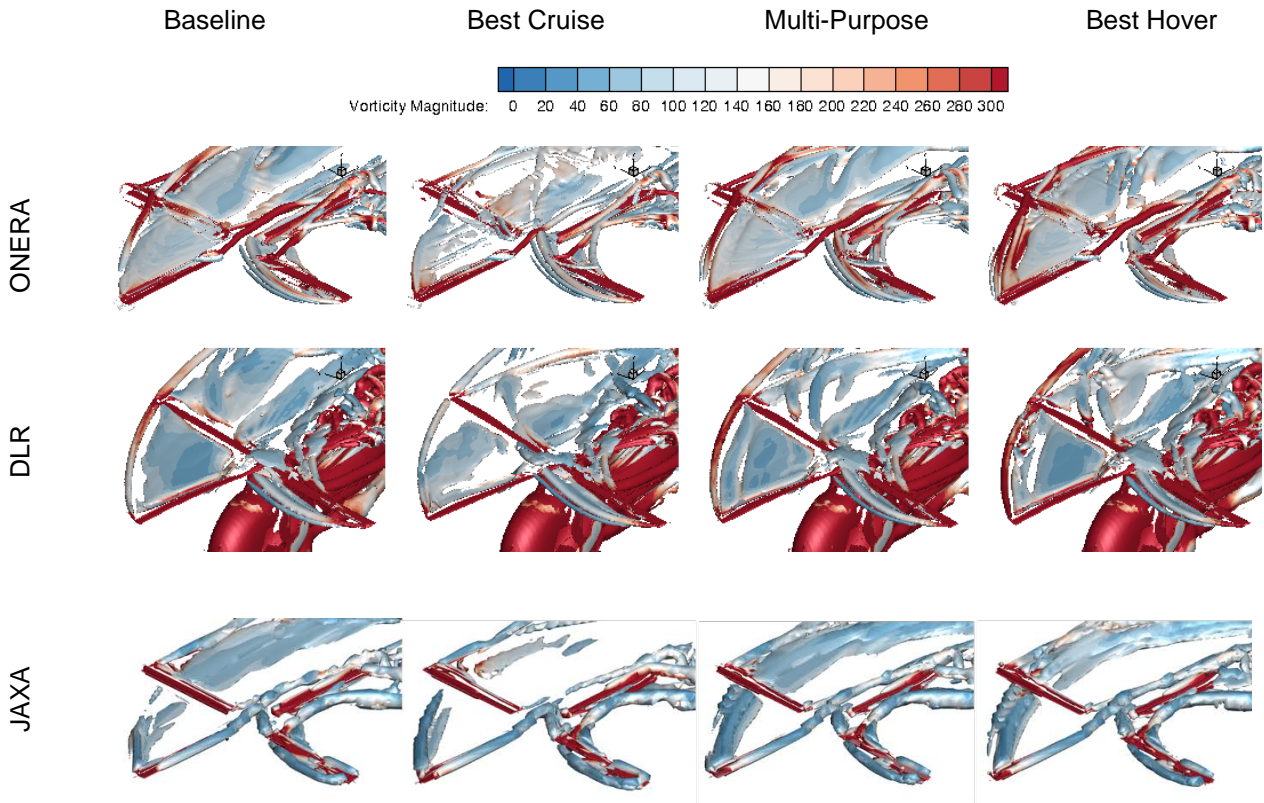 Baseline Best Cruise Multi-Purpose Best Hover
Vorticity Magnitude: 0 20 40 60 80 100 120 140 160 180 200 220 240 260 280 300
ONERA
DLR
JAXA